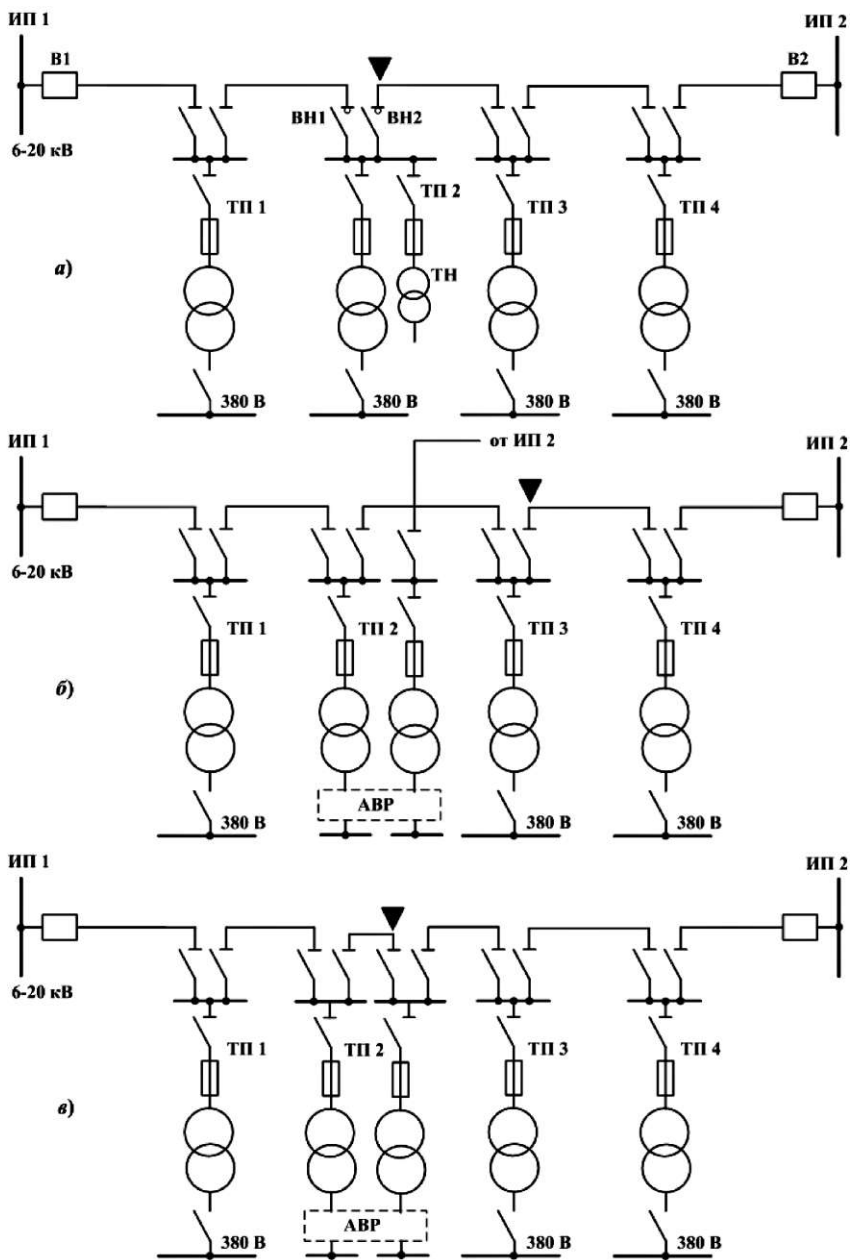 ИП 1 ИП 2
В1 В2
ВН1 ВН2
6-20 кВ
ТП 1 ТП 2 ТП 3 ТП 4
а) ТН
380 В 380 В 380 В 380 В
ИП 1 от ИП 2 ИП 2
6-20 кВ
ТП 1 ТП 2 ТП 3 ТП 4
б)
АВР
380 В 380 В 380 В
ИП 1 ИП 2
6-20 кВ
ТП 1 ТП 2 ТП 3 ТП 4
в)
АВР
380 В 380 В 380 В